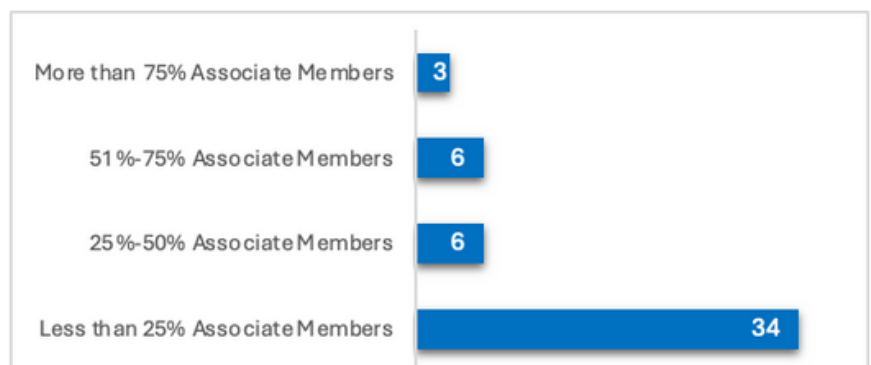 More than 75% Associate Members 3
51%-75% Associate Members 6
25%-50% Associate Members 6
Less than 25% Associate Members 34